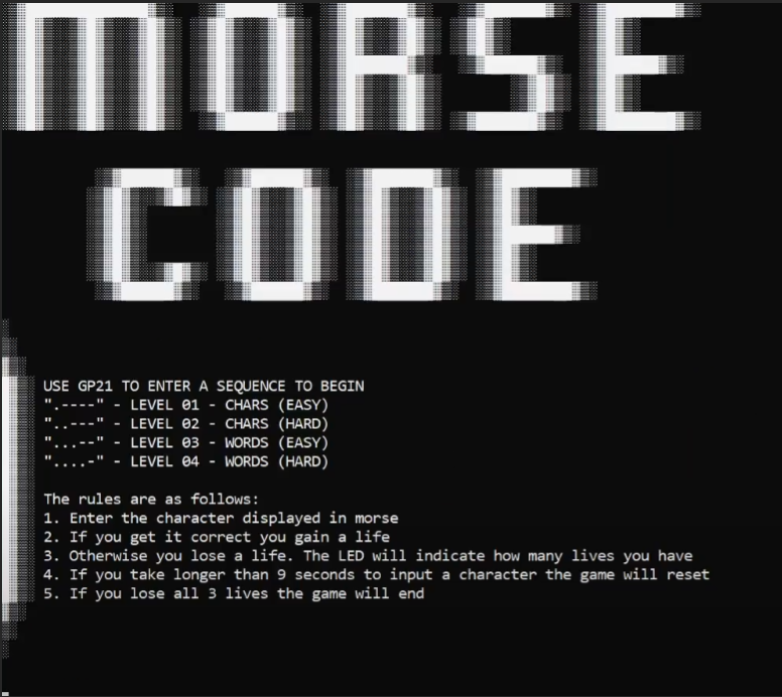 MORSE
CODE
USE GP21 TO ENTER A SEQUENCE TO BEGIN
".----" - LEVEL 01 - CHARS (EASY)
"..---" - LEVEL 02 - CHARS (HARD)
"...--" - LEVEL 03 - WORDS (EASY)
"....-" - LEVEL 04 - WORDS (HARD)
The rules are as follows:
1. Enter the character displayed in morse
2. If you get it correct you gain a life
3. Otherwise you lose a life. The LED will indicate how many lives you have
4. If you take longer than 9 seconds to input a character the game will reset
5. If you lose all 3 lives the game will end